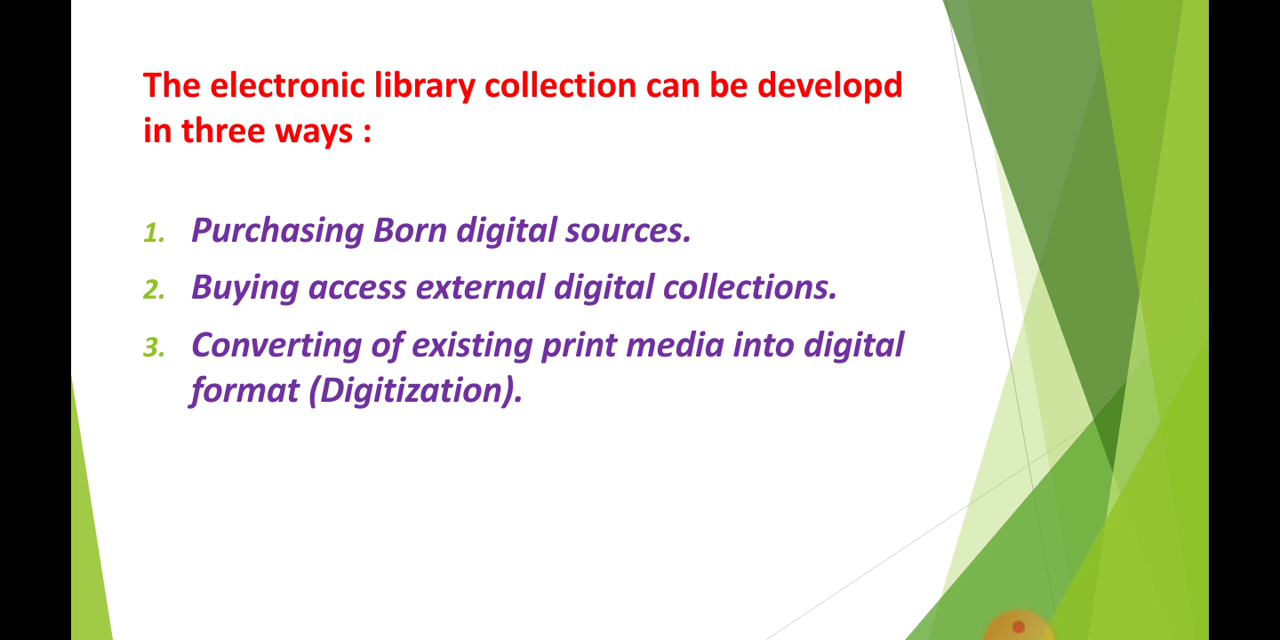 The electronic library collection can be developd
in three ways :
1. Purchasing Born digital sources.
2. Buying access external digital collections.
3. Converting of existing print media into digital
format (Digitization).